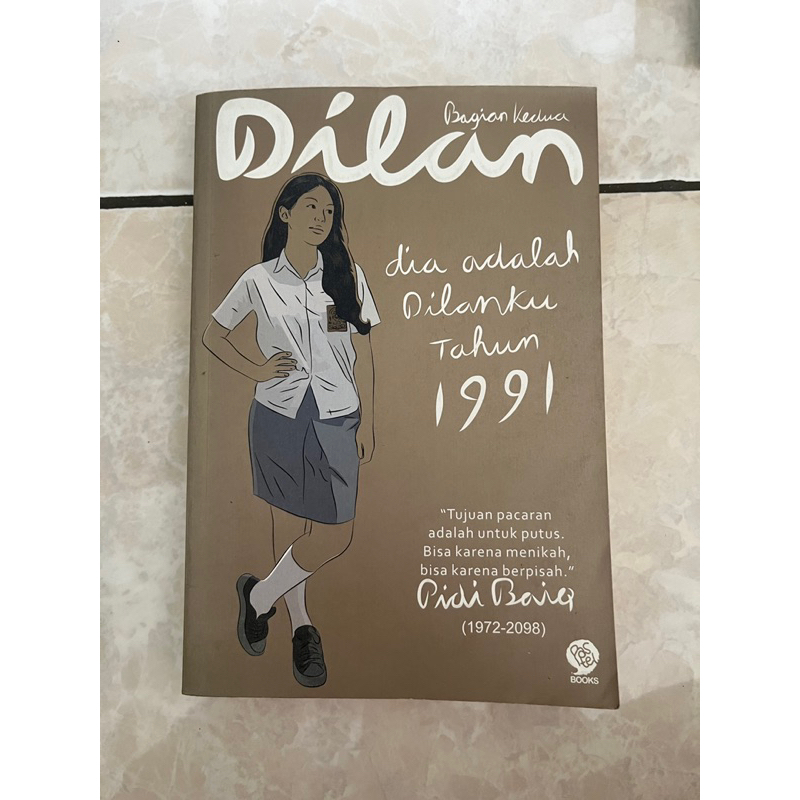 Bagian Kedua
Dilan
dia adalah
Dilanku
Tahun
1991
“Tujuan pacaran
adalah untuk putus.
Bisa karena menikah,
bisa karena berpisah.”
Pidi Baiq
(1972-2098)
Pastel
BOOKS